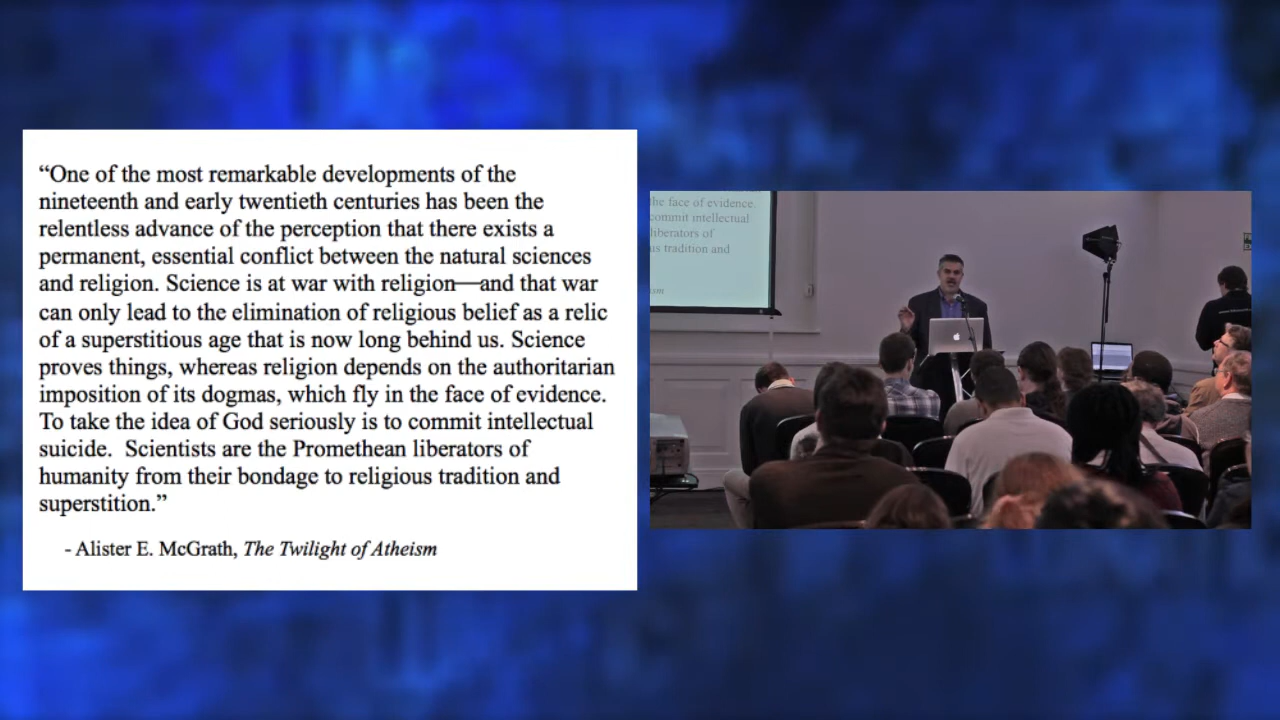 “One of the most remarkable developments of the
nineteenth and early twentieth centuries has been the
relentless advance of the perception that there exists a
permanent, essential conflict between the natural sciences
and religion. Science is at war with religion—and that war
can only lead to the elimination of religious belief as a relic
of a superstitious age that is now long behind us. Science
proves things, whereas religion depends on the authoritarian
imposition of its dogmas, which fly in the face of evidence.
To take the idea of God seriously is to commit intellectual
suicide.  Scientists are the Promethean liberators of
humanity from their bondage to religious tradition and
superstition.”
- Alister E. McGrath, The Twilight of Atheism
the face of evidence.
commit intellectual
liberators of
us tradition and